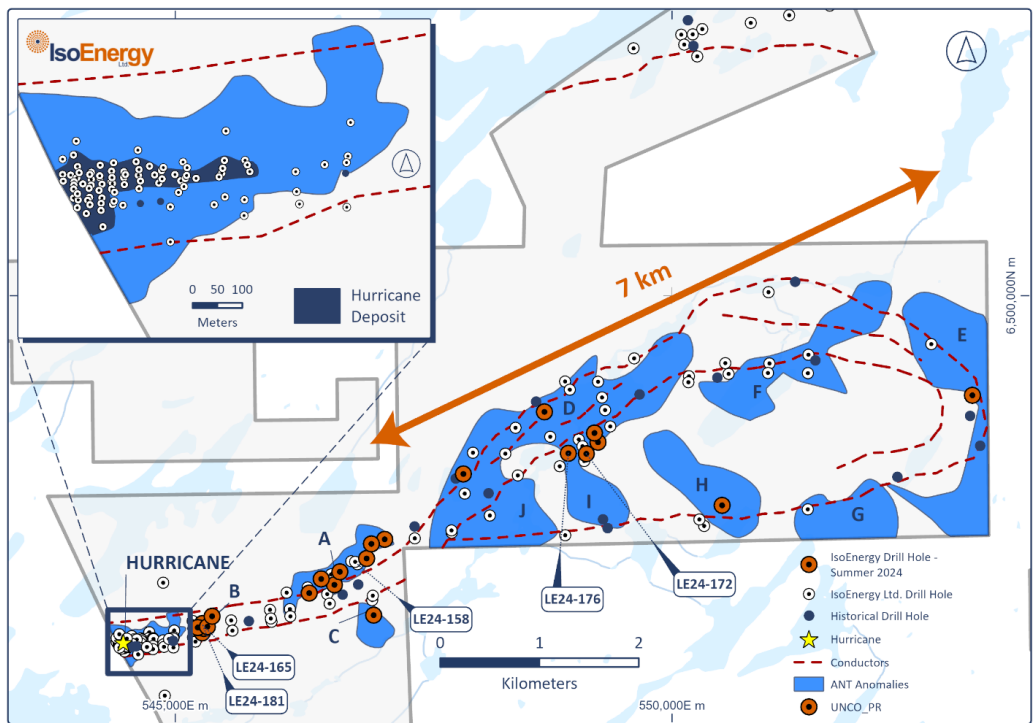 IsoEnergy
Ltd.
0 50 100
Meters
Hurricane
Deposit
7 km
6,500,000N m
E
D
F
H
I
J
G
A
HURRICANE
B
C
LE24-176
LE24-172
LE24-158
LE24-165
LE24-181
0 1 2
Kilometers
545,000E m
550,000 m
IsoEnergy Drill Hole -
Summer 2024
IsoEnergy Ltd. Drill Hole
Historical Drill Hole
Hurricane
Conductors
ANT Anomalies
UNCO_PR